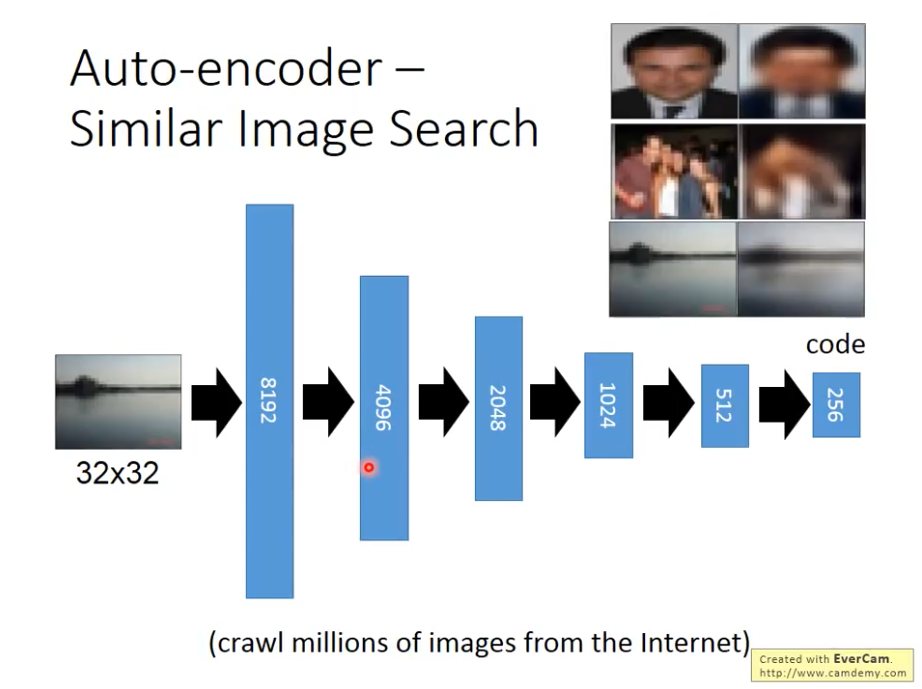 Auto-encoder –
Similar Image Search
code
8192
4096
2048
1024
512
256
32x32
(crawl millions of images from the Internet)
Created with EverCam.
http://www.camdemy.com